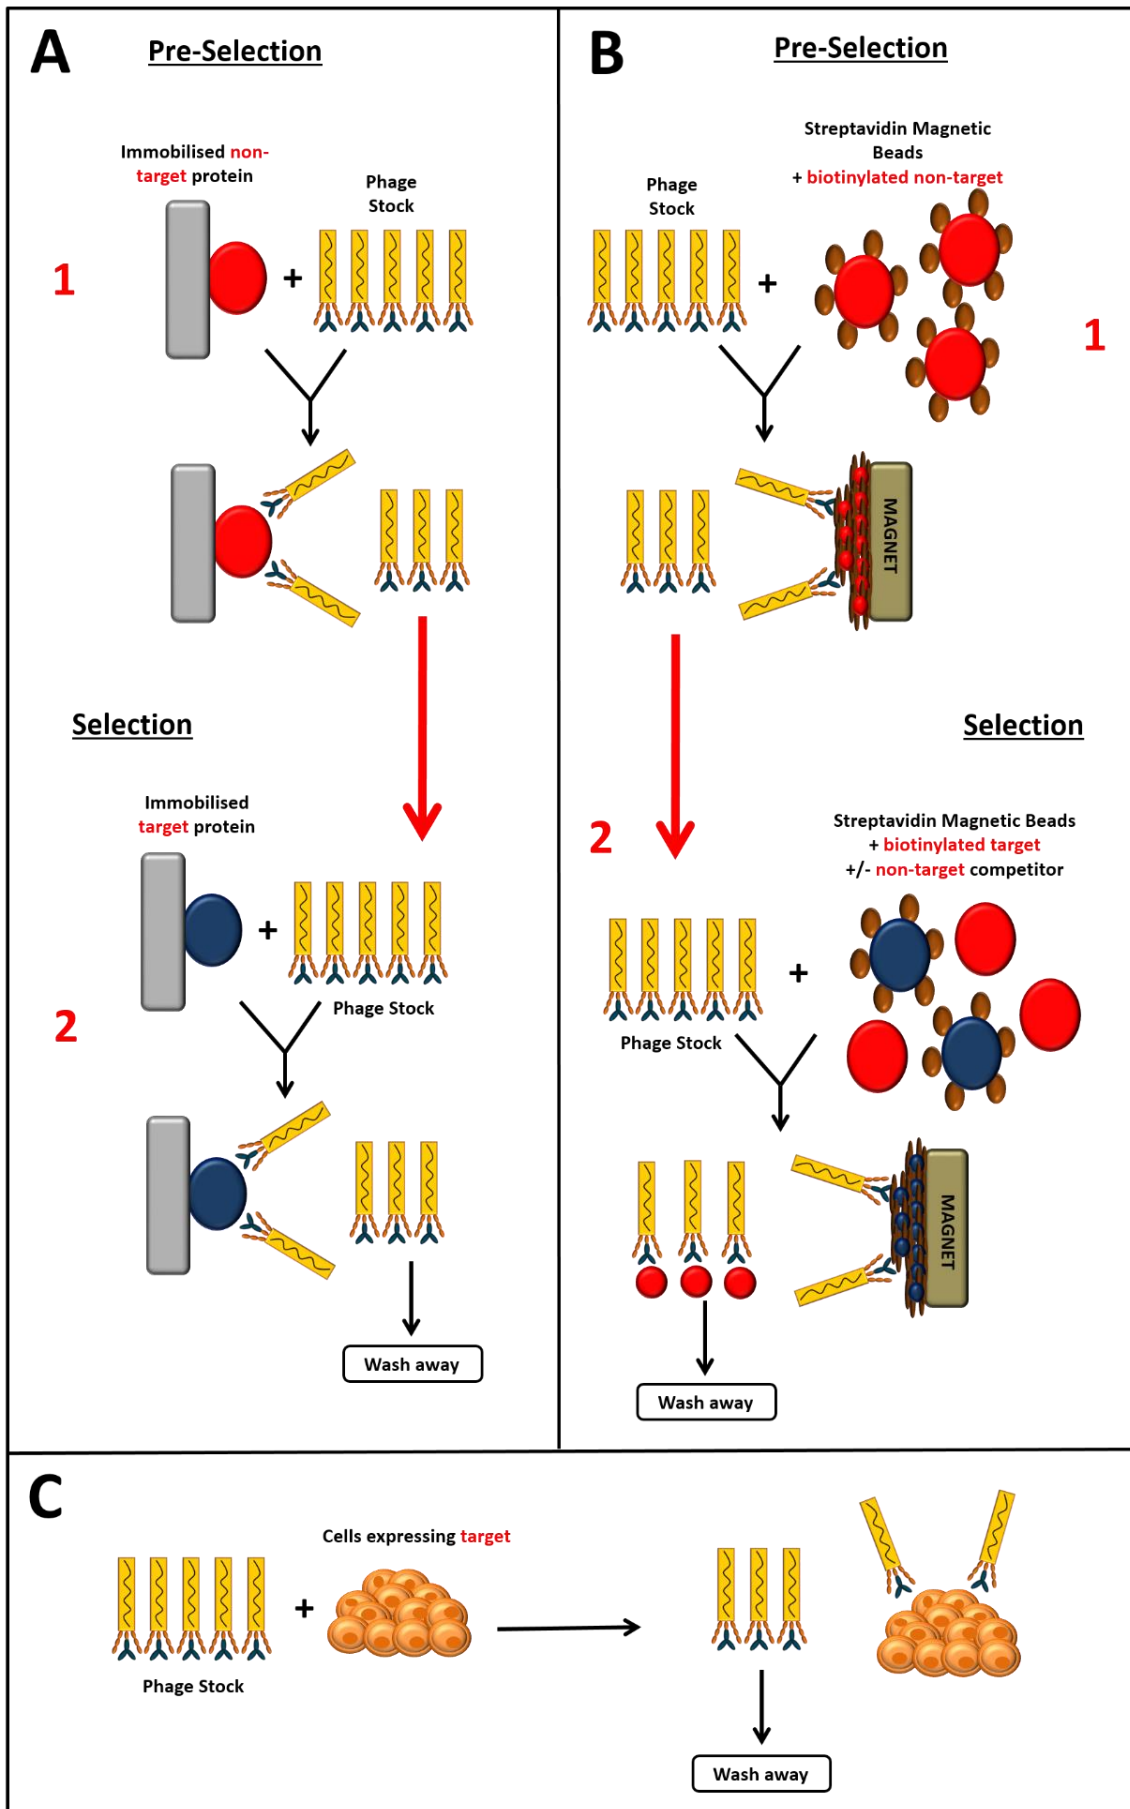 A
Pre-Selection
Immobilised non-
target protein
Phage
Stock
1
Selection
Immobilised
target protein
Phage Stock
2
Wash away
B
Pre-Selection
Streptavidin Magnetic
Beads
+ biotinylated non-target
Phage
Stock
+
+
1
MAGNET
Selection
2
Streptavidin Magnetic Beads
+ biotinylated target
+/- non-target competitor
+
+
Phage Stock
MAGNET
Wash away
C
Cells expressing target
+
Phage Stock
Wash away